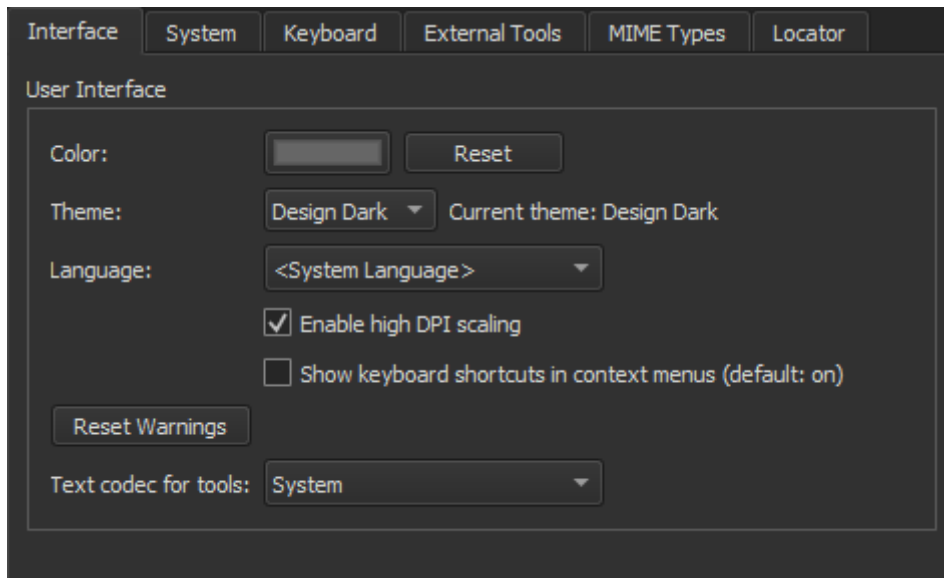 Interface System Keyboard External Tools MIME Types Locator
User Interface
Color: Reset
Theme: Design Dark Current theme: Design Dark
Language: <System Language>
Enable high DPI scaling
Show keyboard shortcuts in context menus (default: on)
Reset Warnings
Text codec for tools: System